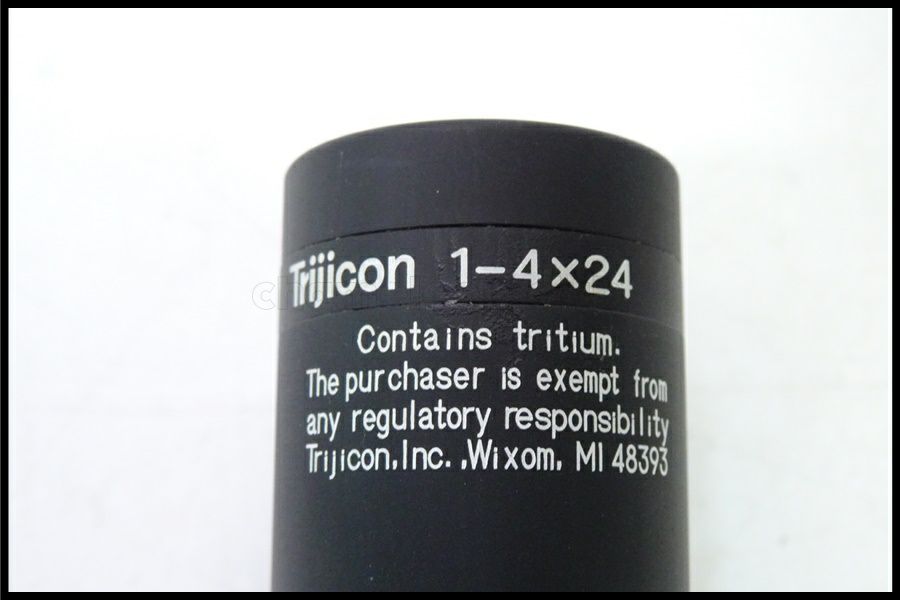 Trijicon 1-4×24
Contains tritium.
The purchaser is exempt from
any regulatory responsibility
Trijicon,Inc. ,Wixom, MI 48393